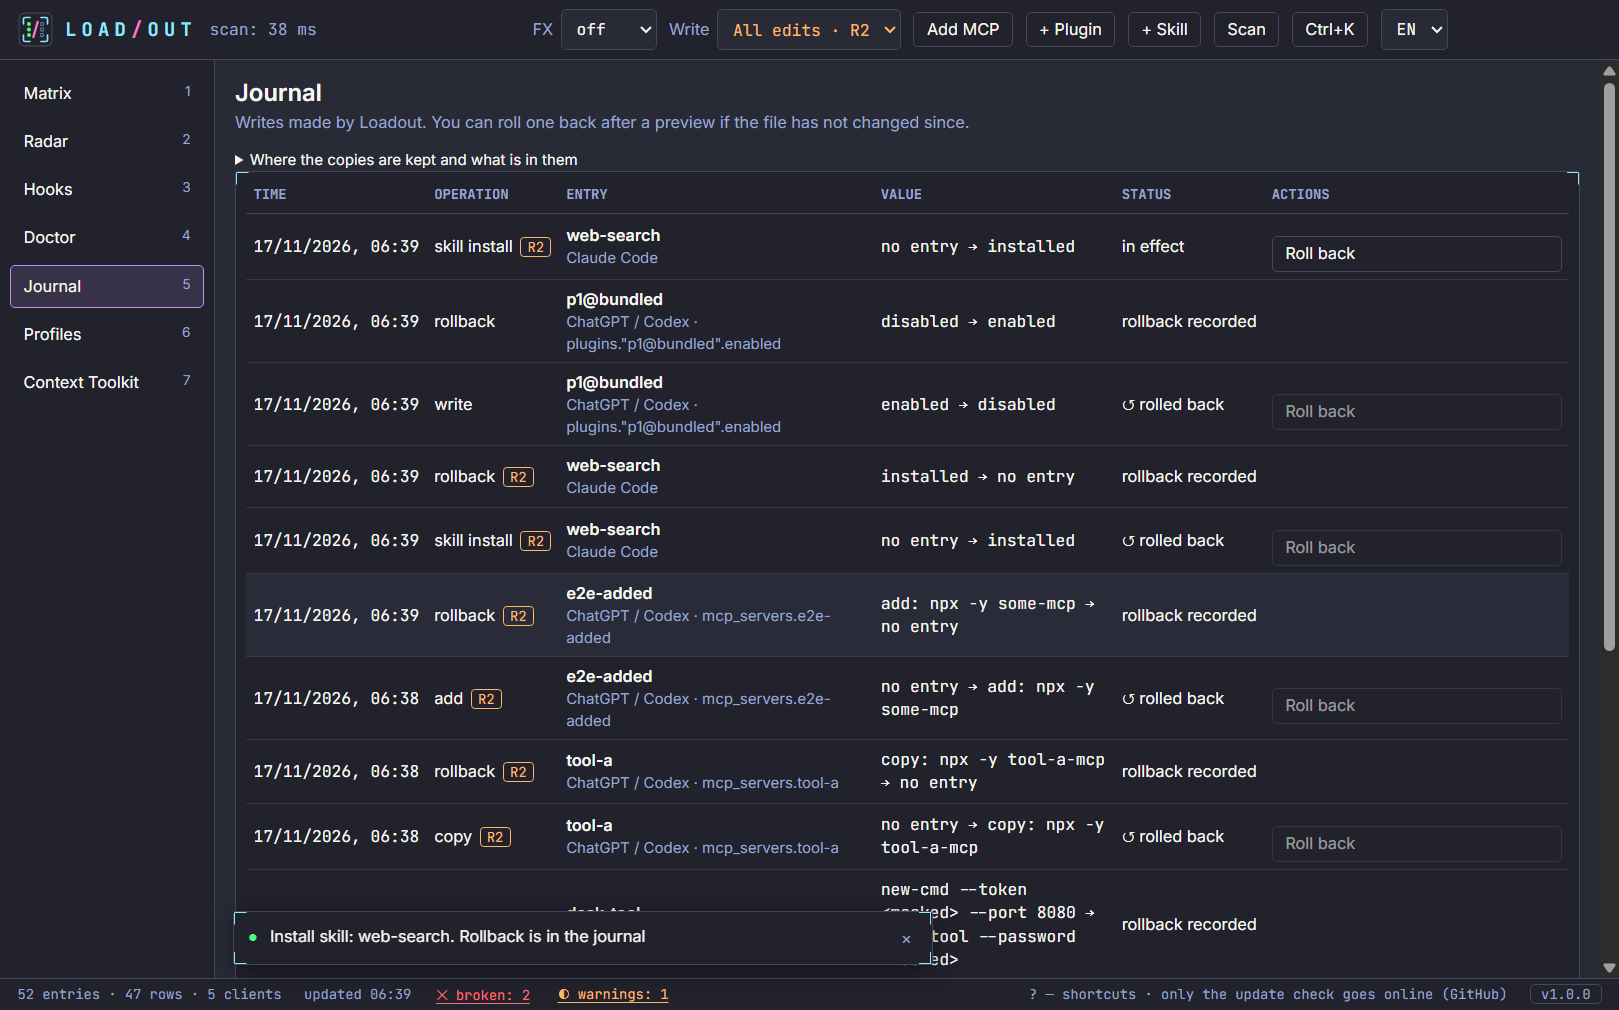 LOAD/OUT scan: 38 ms FX off Write All edits · R2 Add MCP + Plugin + Skill Scan Ctrl+K EN
Matrix 1
Radar 2
Hooks 3
Doctor 4
Journal 5
Profiles 6
Context Toolkit 7
Journal
Writes made by Loadout. You can roll one back after a preview if the file has not changed since.
▶ Where the copies are kept and what is in them
TIME OPERATION ENTRY VALUE STATUS ACTIONS
17/11/2026, 06:39 skill install R2 web-search no entry → installed in effect Roll back
Claude Code
17/11/2026, 06:39 rollback p1@bundled disabled → enabled rollback recorded
ChatGPT / Codex ·
plugins."p1@bundled".enabled
17/11/2026, 06:39 write p1@bundled enabled → disabled ↺ rolled back Roll back
ChatGPT / Codex ·
plugins."p1@bundled".enabled
17/11/2026, 06:39 rollback R2 web-search installed → no entry rollback recorded
Claude Code
17/11/2026, 06:39 skill install R2 web-search no entry → installed ↺ rolled back Roll back
Claude Code
17/11/2026, 06:39 rollback R2 e2e-added add: npx -y some-mcp → rollback recorded
ChatGPT / Codex · mcp_servers.e2e- no entry
added
17/11/2026, 06:38 add R2 e2e-added no entry → add: npx -y ↺ rolled back Roll back
ChatGPT / Codex · mcp_servers.e2e- some-mcp
added
17/11/2026, 06:38 rollback R2 tool-a copy: npx -y tool-a-mcp rollback recorded
ChatGPT / Codex · mcp_servers.tool-a → no entry
17/11/2026, 06:38 copy R2 tool-a no entry → copy: npx -y ↺ rolled back Roll back
ChatGPT / Codex · mcp_servers.tool-a tool-a-mcp
new-cmd --token
--port 8080 → rollback recorded
tool --password
Install skill: web-search. Rollback is in the journal ×
52 entries · 47 rows · 5 clients updated 06:39 ✕ broken: 2 ◐ warnings: 1 ? — shortcuts · only the update check goes online (GitHub) v1.0.0